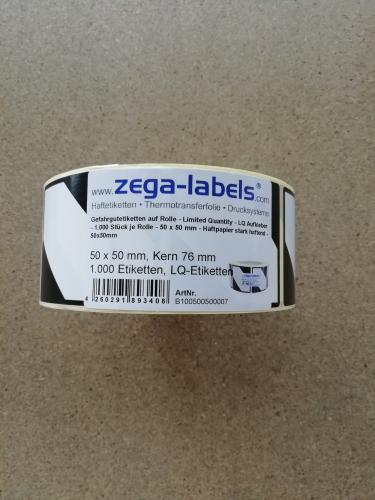 www.zega-labels®.com
Haftetiketten • Thermotransferfolie • Drucksysteme
Gefahrgutetiketten auf Rolle - Limited Quantity - LQ Aufkleber
- 1.000 Stück je Rolle - 50 x 50 mm - Haftpapier stark haftend -
50x50mm
50 x 50 mm, Kern 76 mm
1.000 Etiketten, LQ-Etiketten
ArtNr.
B100500500007
4 260291 893408